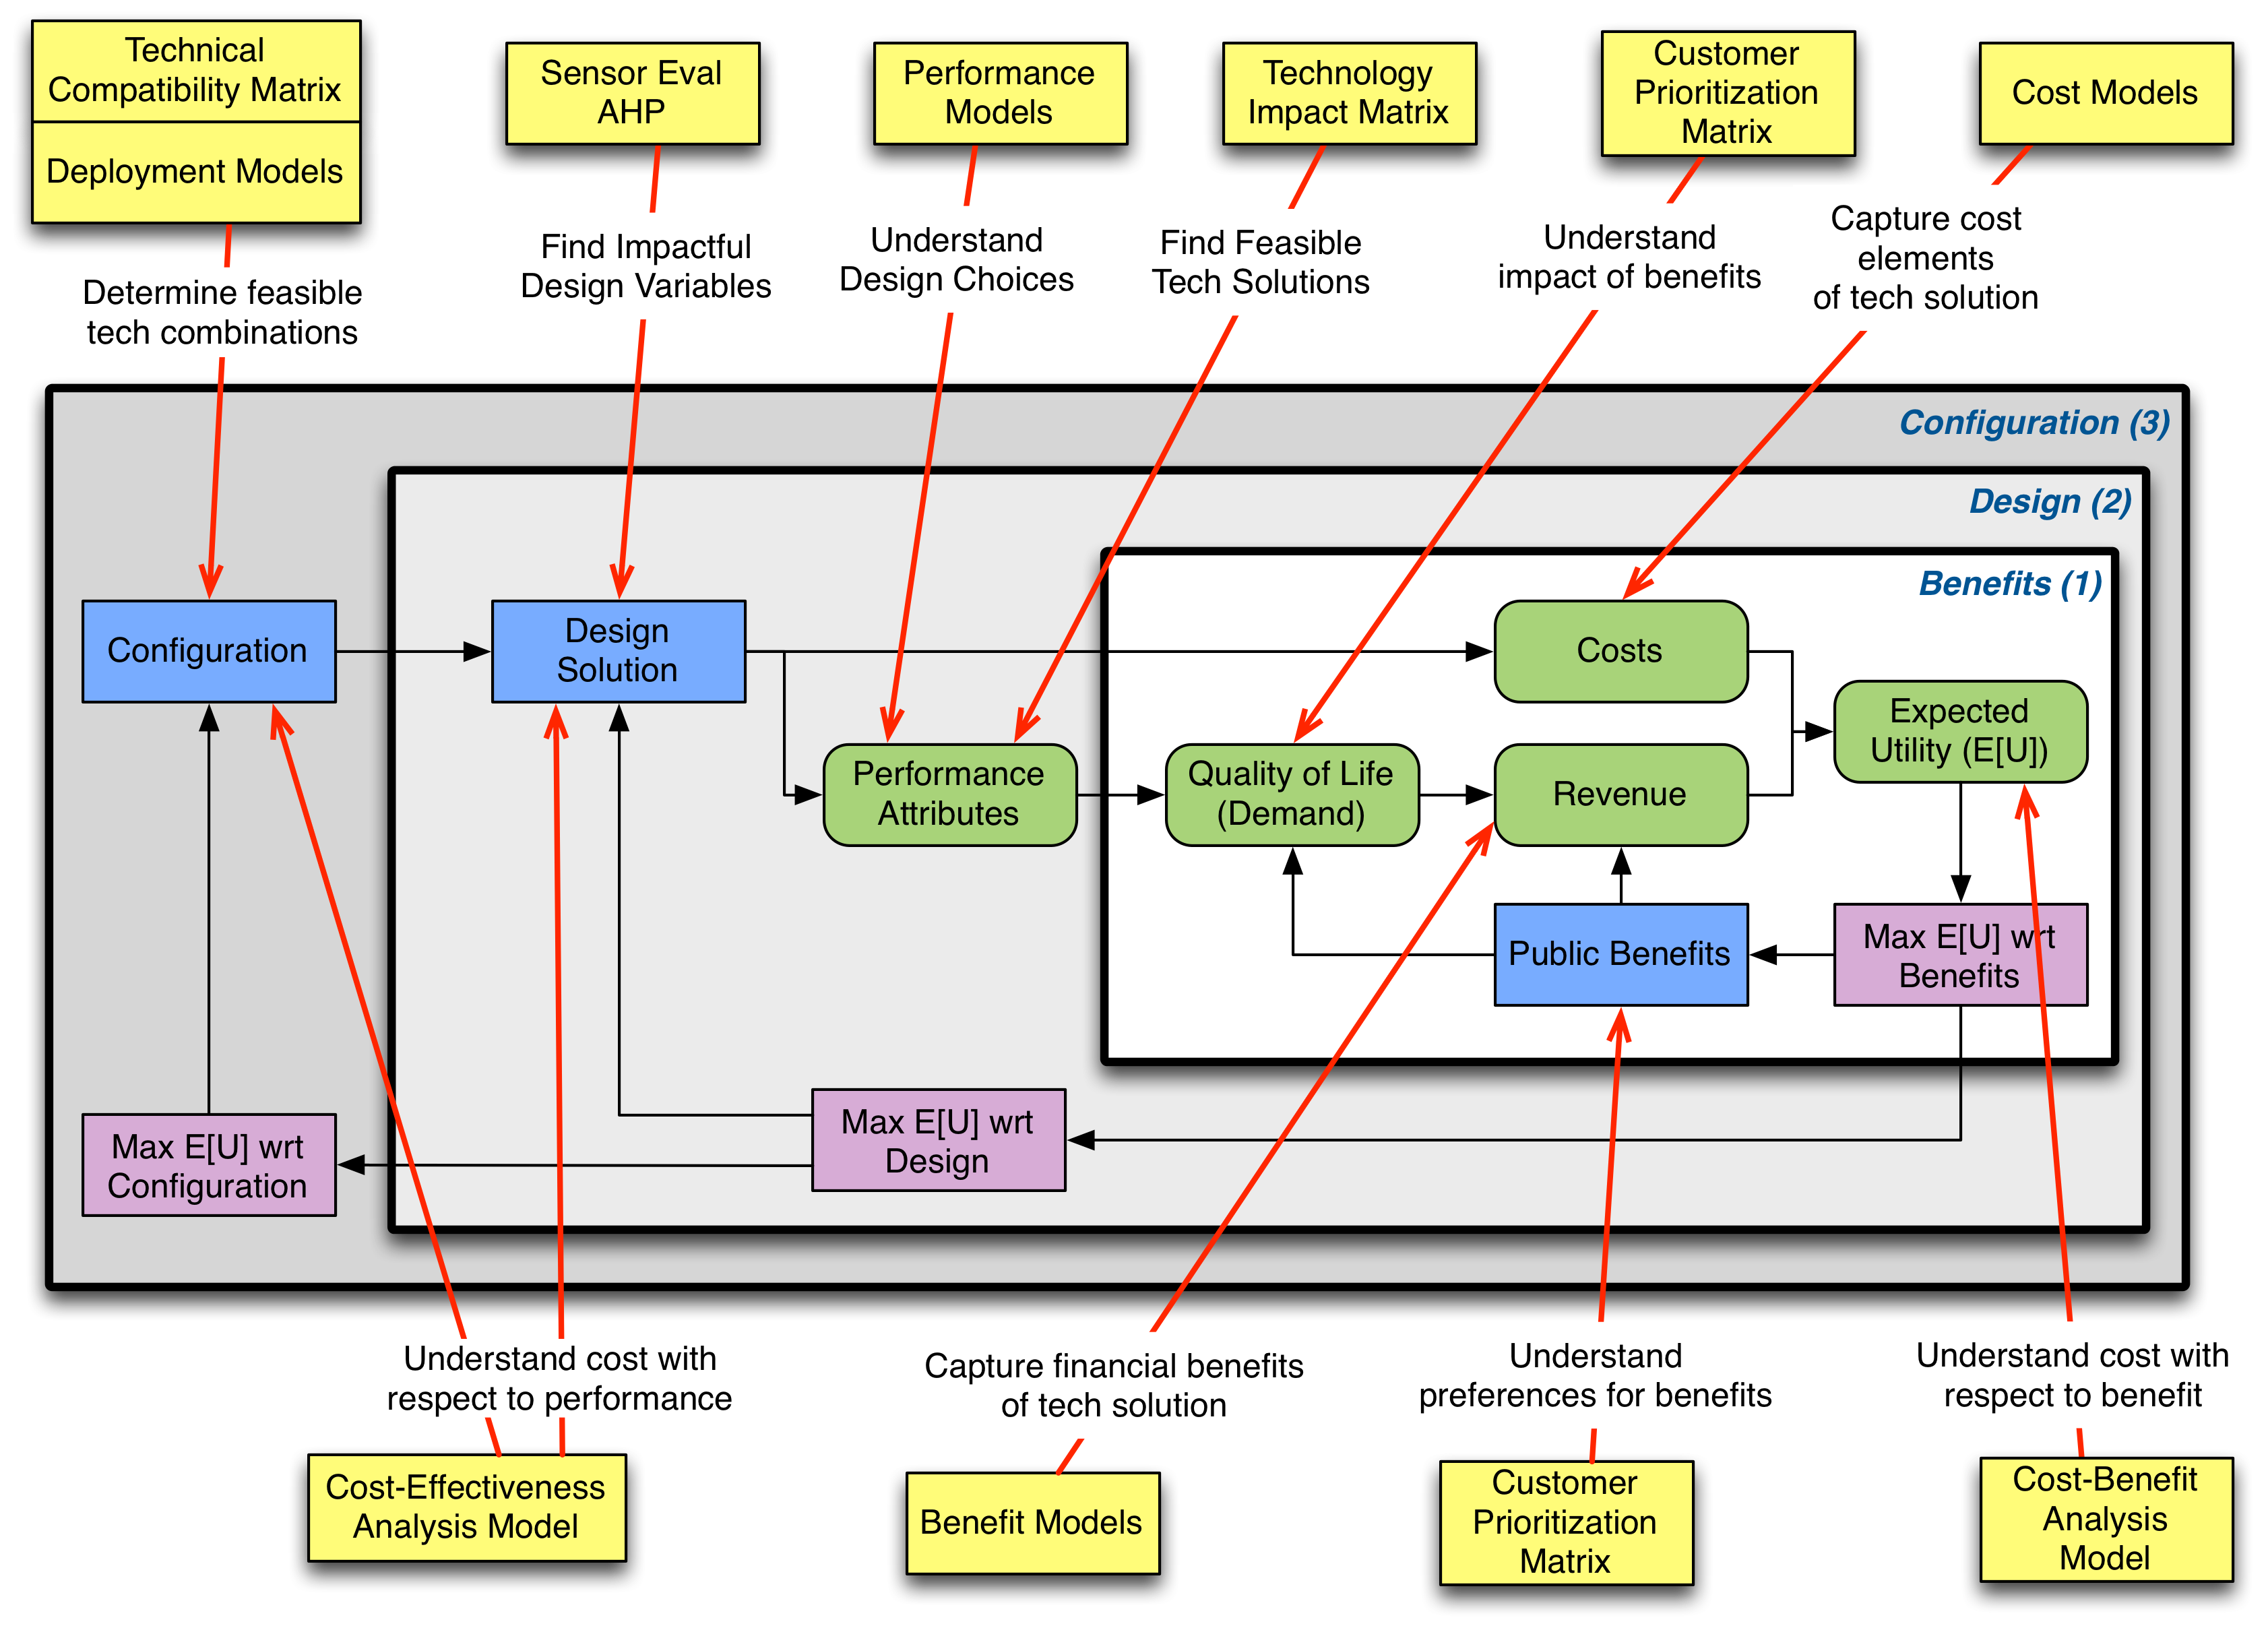 Technical
Compatibility Matrix
Deployment Models
Sensor Eval
AHP
Performance
Models
Technology
Impact Matrix
Customer
Prioritization
Matrix
Cost Models
Determine feasible
tech combinations
Find Impactful
Design Variables
Understand
Design Choices
Find Feasible
Tech Solutions
Understand
impact of benefits
Capture cost
elements
of tech solution
Configuration (3)
Design (2)
Benefits (1)
Configuration
Design
Solution
Costs
Expected
Utility (E[U])
Performance
Attributes
Quality of Life
(Demand)
Revenue
Public Benefits
Max E[U] wrt
Benefits
Max E[U] wrt
Design
Max E[U] wrt
Configuration
Understand cost with
respect to performance
Capture financial benefits
of tech solution
Understand
preferences for benefits
Understand cost with
respect to benefit
Cost-Effectiveness
Analysis Model
Benefit Models
Customer
Prioritization
Matrix
Cost-Benefit
Analysis
Model